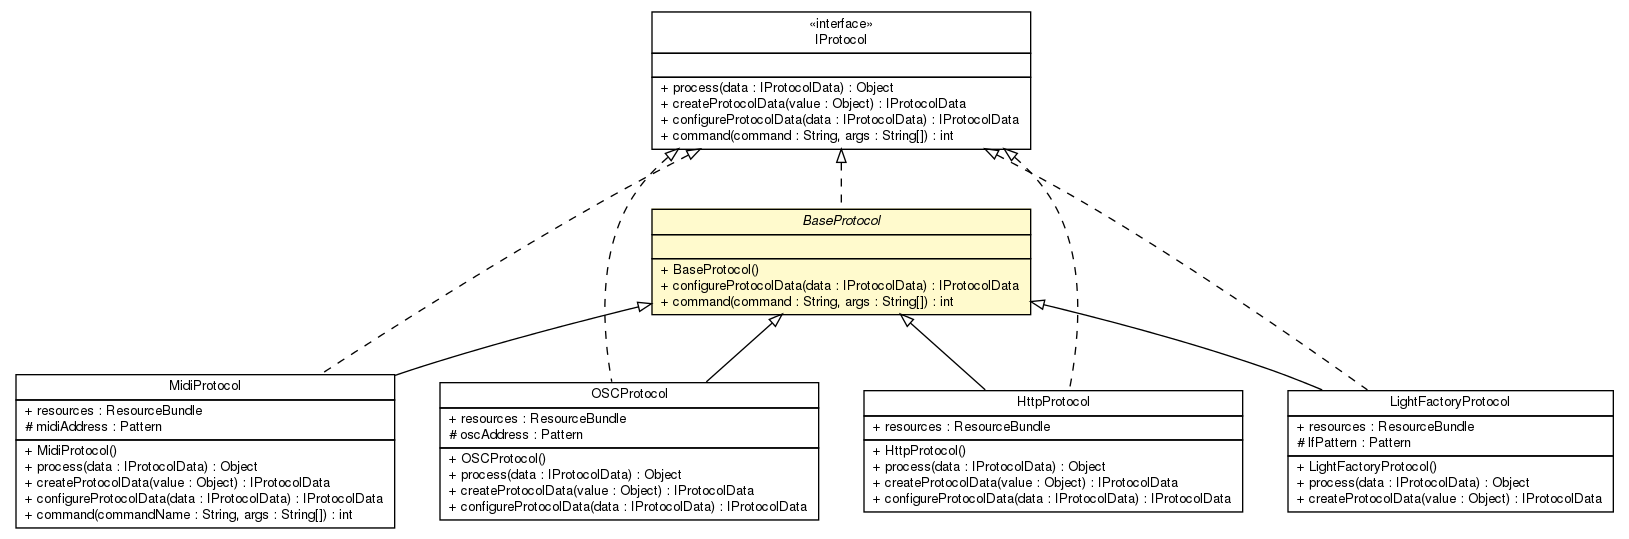 «interface»
IProtocol
+ process(data : IProtocolData) : Object
+ createProtocolData(value : Object) : IProtocolData
+ configureProtocolData(data : IProtocolData) : IProtocolData
+ command(command : String, args : String[]) : int
BaseProtocol
+ BaseProtocol()
+ configureProtocolData(data : IProtocolData) : IProtocolData
+ command(command : String, args : String[]) : int
MidiProtocol
+ resources : ResourceBundle
# midiAddress : Pattern
+ MidiProtocol()
+ process(data : IProtocolData) : Object
+ createProtocolData(value : Object) : IProtocolData
+ configureProtocolData(data : IProtocolData) : IProtocolData
+ command(commandName : String, args : String[]) : int
OSCProtocol
+ resources : ResourceBundle
# oscAddress : Pattern
+ OSCProtocol()
+ process(data : IProtocolData) : Object
+ createProtocolData(value : Object) : IProtocolData
+ configureProtocolData(data : IProtocolData) : IProtocolData
HttpProtocol
+ resources : ResourceBundle
+ HttpProtocol()
+ process(data : IProtocolData) : Object
+ createProtocolData(value : Object) : IProtocolData
+ configureProtocolData(data : IProtocolData) : IProtocolData
LightFactoryProtocol
+ resources : ResourceBundle
# lfPattern : Pattern
+ LightFactoryProtocol()
+ process(data : IProtocolData) : Object
+ createProtocolData(value : Object) : IProtocolData